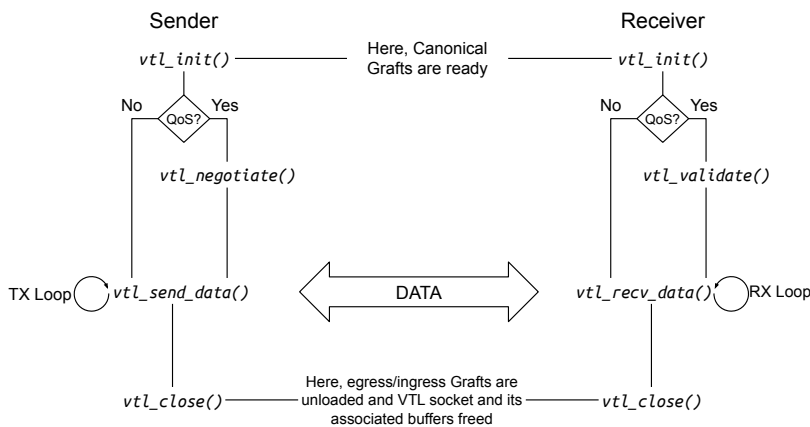 Sender
Receiver
vtl_init()
Here, Canonical
Grafts are ready
vtl_init()
No
Yes
QoS?
No
Yes
QoS?
vtl_negotiate()
vtl_validate()
TX Loop
vtl_send_data()
DATA
vtl_recv_data()
RX Loop
vtl_close()
Here, egress/ingress Grafts are
unloaded and VTL socket and its
associated buffers freed
vtl_close()